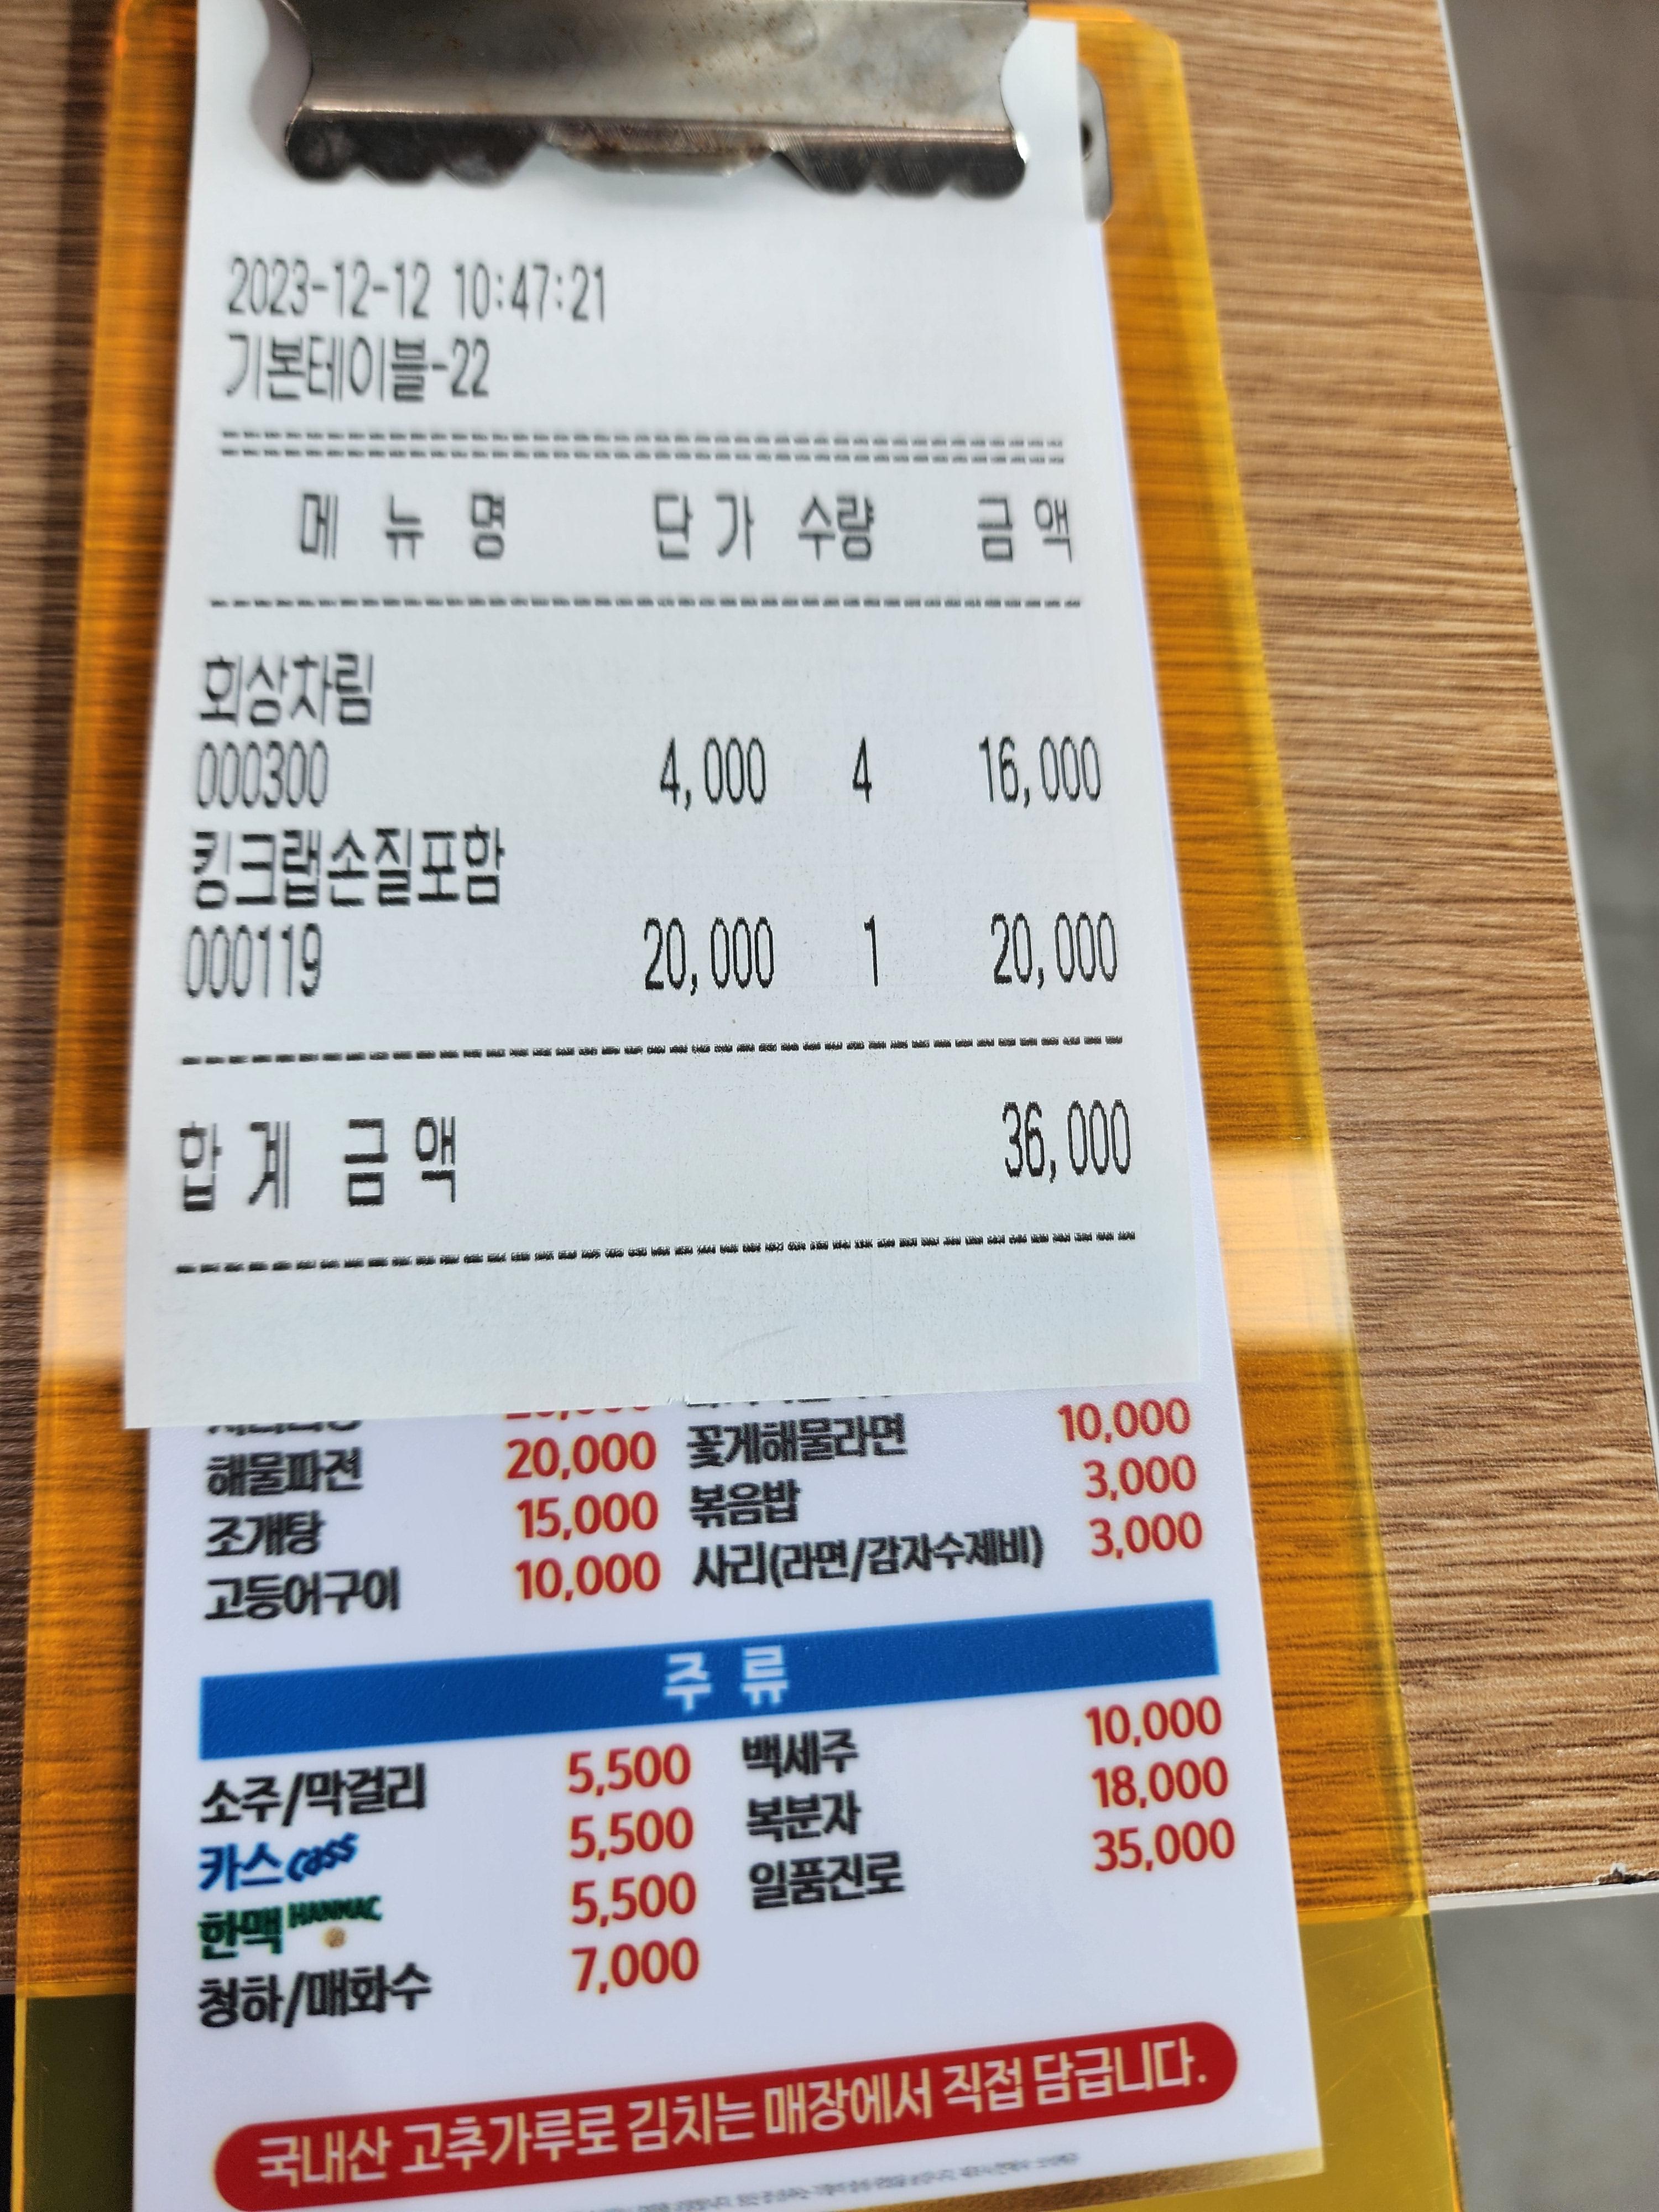 2023-12-12 10:47:21
기본테이블-22
메 뉴 명 단 가 수량 금 액
회상차림
000300 4,000 4 16,000
킹크랩손질포함
000119 20,000 1 20,000
합 계 금 액 36,000
해물파전 20,000 꽃게해물라면 10,000
조개탕 15,000 볶음밥 3,000
고등어구이 10,000 사리(라면/감자수제비) 3,000
주 류
소주/막걸리 5,500 백세주 10,000
카스 cass 5,500 복분자 18,000
한맥 HANMAC 5,500 일품진로 35,000
청하/매화수 7,000
국내산 고추가루로 김치는 매장에서 직접 담급니다.